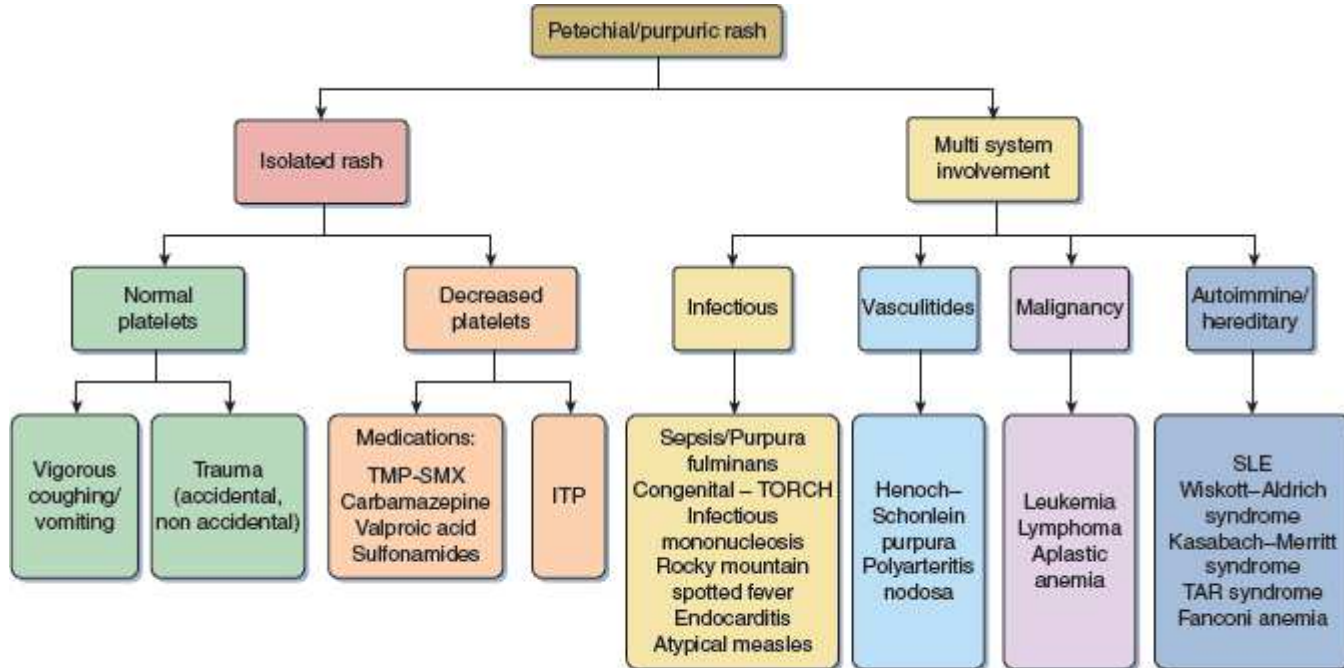 Petechial/purpuric rash
Isolated rash
Multi system
involvement
Normal
platelets
Decreased
platelets
Infectious
Vasculitides
Malignancy
Autoimmine/
hereditary
Vigorous
coughing/
vomiting
Trauma
(accidental,
non accidental)
Medications:
TMP-SMX
Carbamazepine
Valproic acid
Sulfonamides
ITP
Sepsis/Purpura
fulminans
Congenital – TORCH
Infectious
mononucleosis
Rocky mountain
spotted fever
Endocarditis
Atypical measles
Henoch–
Schonlein
purpura
Polyarteritis
nodosa
Leukemia
Lymphoma
Aplastic
anemia
SLE
Wiskott–Aldrich
syndrome
Kasabach–Merritt
syndrome
TAR syndrome
Fanconi anemia